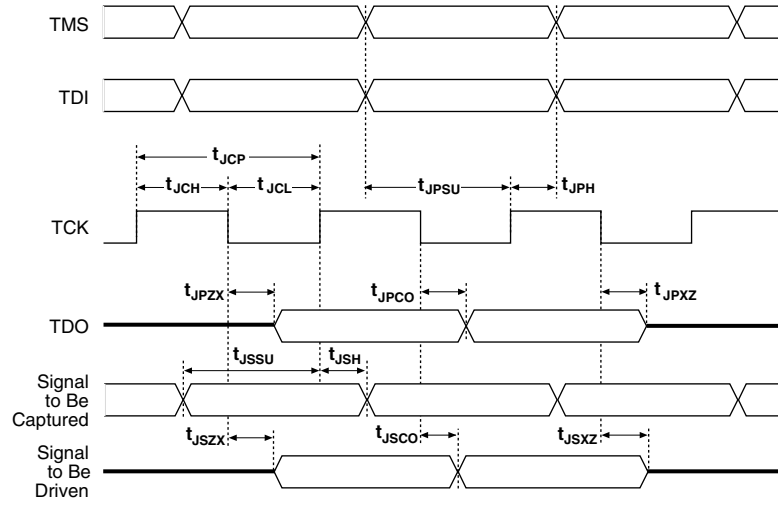 TMS
TDI
tJCP
tJCH
tJCL
tJPSU
tJPH
TCK
tJPZX
tJPCO
tJPXZ
TDO
tJSSU
tJSH
Signal
to Be
Captured
tJSZX
tJSCO
tJSXZ
Signal
to Be
Driven